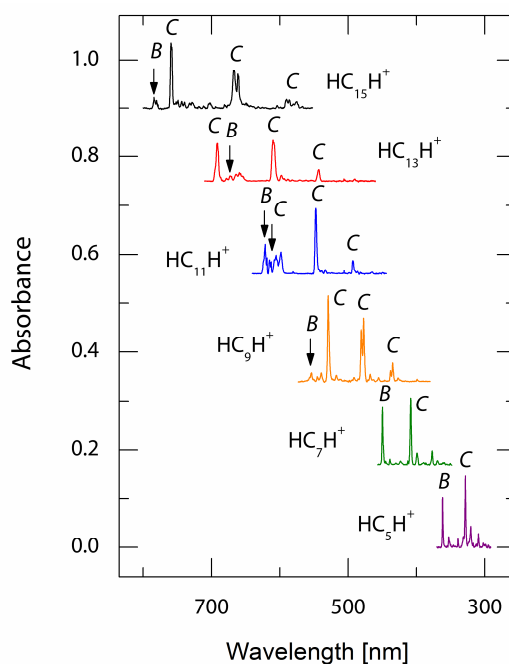 C
B
C
C
1.0
HC15H+
C
B
C
C
0.8
HC13H+
C
B
C
HC11H+
0.6
C
C
C
B
HC9H+
C
0.4
B
C
HC7H+
0.2
B
C
HC5H+
0.0
700
500
300
Absorbance
Wavelength [nm]